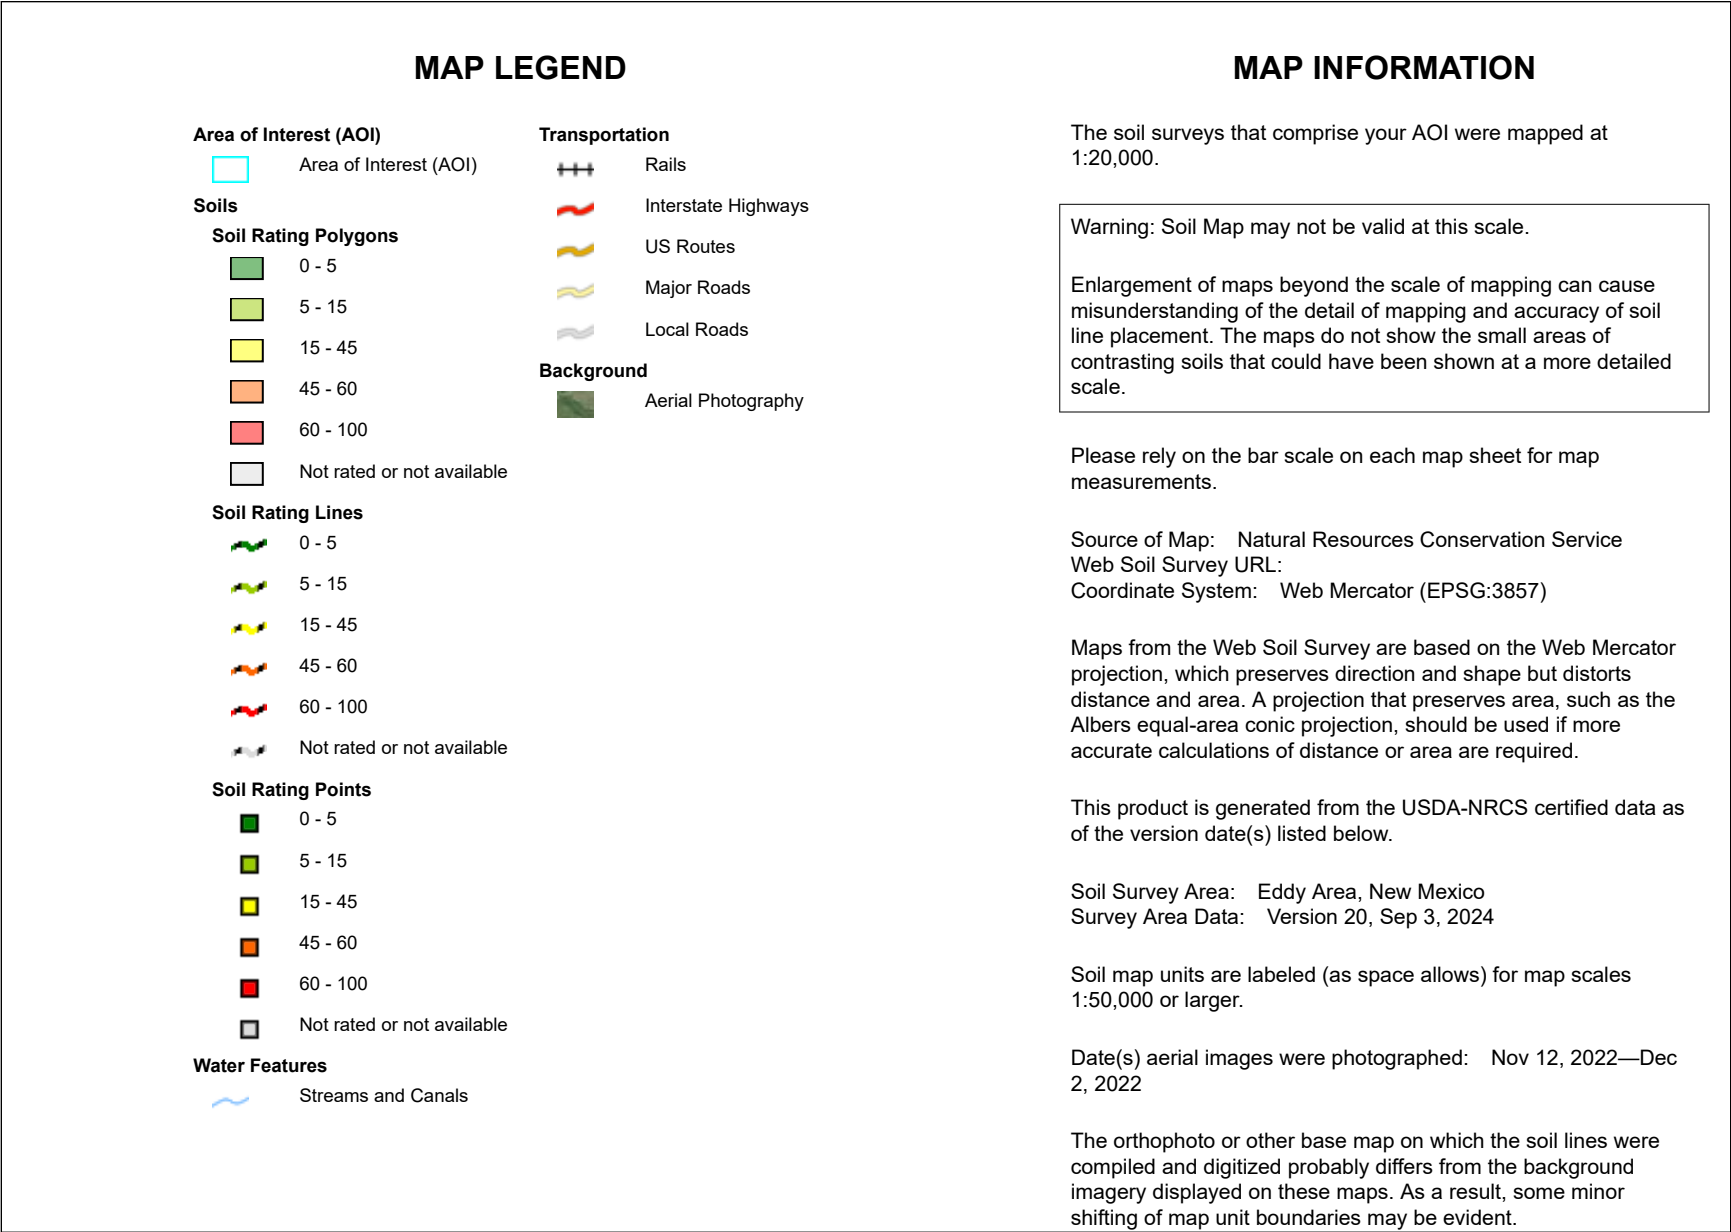 MAP LEGEND
Area of Interest (AOI)
Area of Interest (AOI)
Soils
Soil Rating Polygons
0 - 5
5 - 15
15 - 45
45 - 60
60 - 100
Not rated or not available
Soil Rating Lines
0 - 5
5 - 15
15 - 45
45 - 60
60 - 100
Not rated or not available
Soil Rating Points
0 - 5
5 - 15
15 - 45
45 - 60
60 - 100
Not rated or not available
Water Features
Streams and Canals
Transportation
Rails
Interstate Highways
US Routes
Major Roads
Local Roads
Background
Aerial Photography
MAP INFORMATION
The soil surveys that comprise your AOI were mapped at
1:20,000.
Warning: Soil Map may not be valid at this scale.
Enlargement of maps beyond the scale of mapping can cause
misunderstanding of the detail of mapping and accuracy of soil
line placement. The maps do not show the small areas of
contrasting soils that could have been shown at a more detailed
scale.
Please rely on the bar scale on each map sheet for map
measurements.
Source of Map: Natural Resources Conservation Service
Web Soil Survey URL:
Coordinate System: Web Mercator (EPSG:3857)
Maps from the Web Soil Survey are based on the Web Mercator
projection, which preserves direction and shape but distorts
distance and area. A projection that preserves area, such as the
Albers equal-area conic projection, should be used if more
accurate calculations of distance or area are required.
This product is generated from the USDA-NRCS certified data as
of the version date(s) listed below.
Soil Survey Area: Eddy Area, New Mexico
Survey Area Data: Version 20, Sep 3, 2024
Soil map units are labeled (as space allows) for map scales
1:50,000 or larger.
Date(s) aerial images were photographed: Nov 12, 2022—Dec
2, 2022
The orthophoto or other base map on which the soil lines were
compiled and digitized probably differs from the background
imagery displayed on these maps. As a result, some minor
shifting of map unit boundaries may be evident.